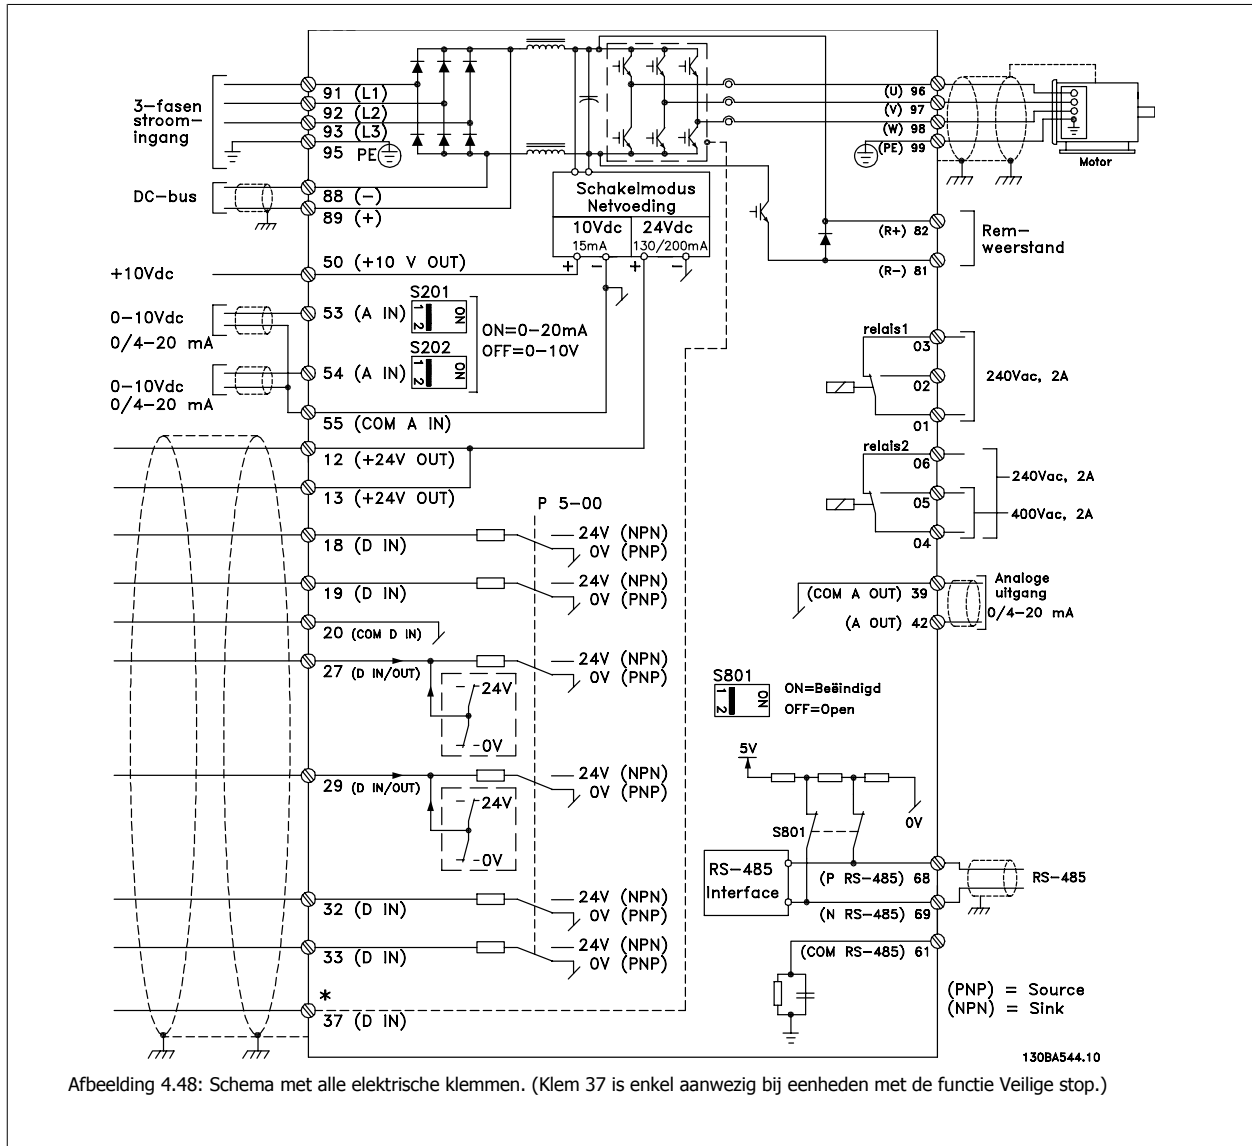 3-fasen
stroom-
ingang
91 (L1)
92 (L2)
93 (L3)
95 PE
DC-bus
88 (-)
89 (+)
Schakelmodus
Netvoeding
10Vdc
15mA
24Vdc
130/200mA
+ - + -
(U) 96
(V) 97
(W) 98
(PE) 99
Motor
(R+) 82
(R-) 81
Rem-
weerstand
+10Vdc
50 (+10 V OUT)
0-10Vdc
0/4-20 mA
53 (A IN)
S201
1 2
ON
0-10Vdc
0/4-20 mA
54 (A IN)
S202
1 2
ON
ON=0-20mA
OFF=0-10V
55 (COM A IN)
12 (+24V OUT)
13 (+24V OUT)
P 5-00
18 (D IN)
24V (NPN)
0V (PNP)
19 (D IN)
24V (NPN)
0V (PNP)
20 (COM D IN)
27 (D IN/OUT)
24V
0V
24V (NPN)
0V (PNP)
29 (D IN/OUT)
24V
0V
24V (NPN)
0V (PNP)
32 (D IN)
24V (NPN)
0V (PNP)
33 (D IN)
24V (NPN)
0V (PNP)
*
37 (D IN)
relais1
03
02
01
240Vac, 2A
relais2
06
05
04
240Vac, 2A
400Vac, 2A
(COM A OUT) 39
(A OUT) 42
Analoge
uitgang
0/4-20 mA
S801
1 2
ON
ON=Beëindigd
OFF=Open
5V
0V
S801
RS-485
Interface
(P RS-485) 68
(N RS-485) 69
RS-485
(COM RS-485) 61
(PNP) = Source
(NPN) = Sink
130BA544.10
Afbeelding 4.48: Schema met alle elektrische klemmen. (Klem 37 is enkel aanwezig bij eenheden met de functie Veilige stop.)